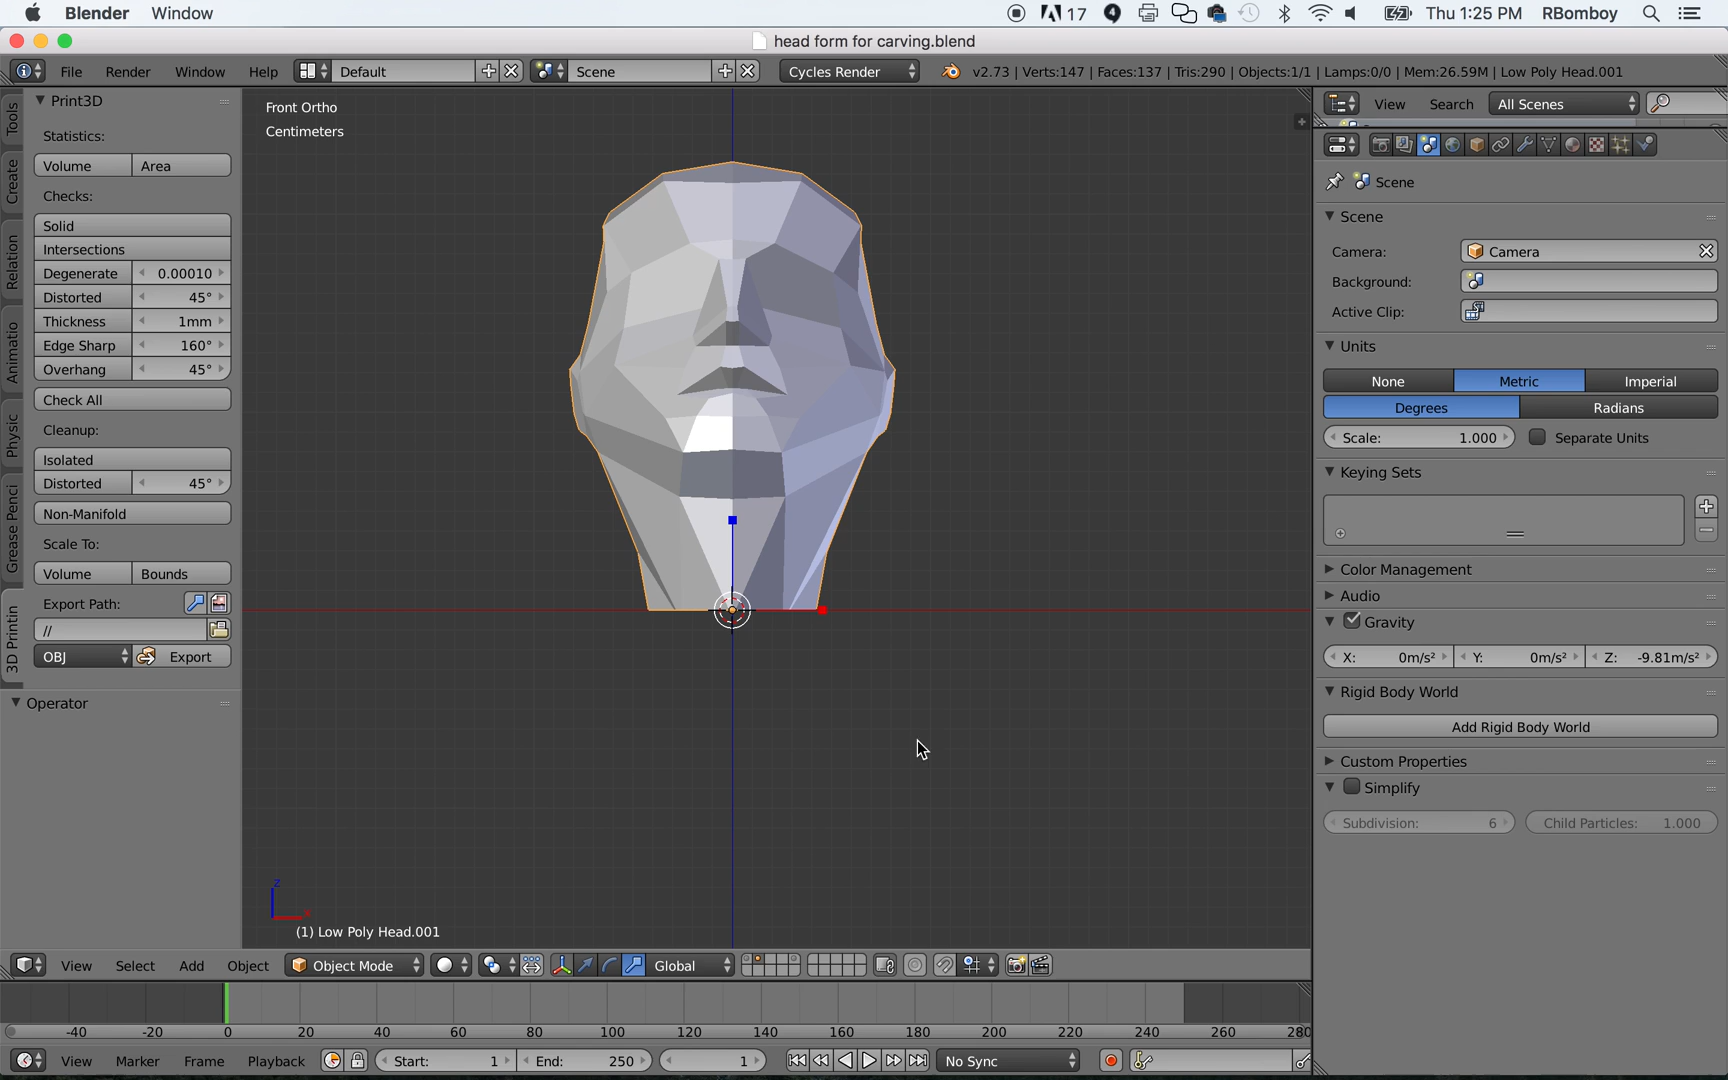 Blender Window 17 4 Thu 1:25 PM RBomboy
head form for carving.blend
File Render Window Help Default Scene Cycles Render v2.73 | Verts:147 | Faces:137 | Tris:290 | Objects:1/1 | Lamps:0/0 | Mem:26.59M | Low Poly Head.001
Tools
Create
Relation
Animatio
Physic
Grease Penci
3D Printin
Print3D
Statistics:
Volume Area
Checks:
Solid
Intersections
Degenerate 0.00010
Distorted 45°
Thickness 1mm
Edge Sharp 160°
Overhang 45°
Check All
Cleanup:
Isolated
Distorted 45°
Non-Manifold
Scale To:
Volume Bounds
Export Path:
//
OBJ Export
Operator
Front Ortho
Centimeters
z
x
(1) Low Poly Head.001
View Search All Scenes
Scene
Scene
Camera: Camera
Background:
Active Clip:
Units
None Metric Imperial
Degrees Radians
Scale: 1.000 Separate Units
Keying Sets
Color Management
Audio
Gravity
X: 0m/s² Y: 0m/s² Z: -9.81m/s²
Rigid Body World
Add Rigid Body World
Custom Properties
Simplify
Subdivision: 6 Child Particles: 1.000
View Select Add Object Object Mode Global
-40 -20 0 20 40 60 80 100 120 140 160 180 200 220 240 260 280
View Marker Frame Playback Start: 1 End: 250 1 No Sync